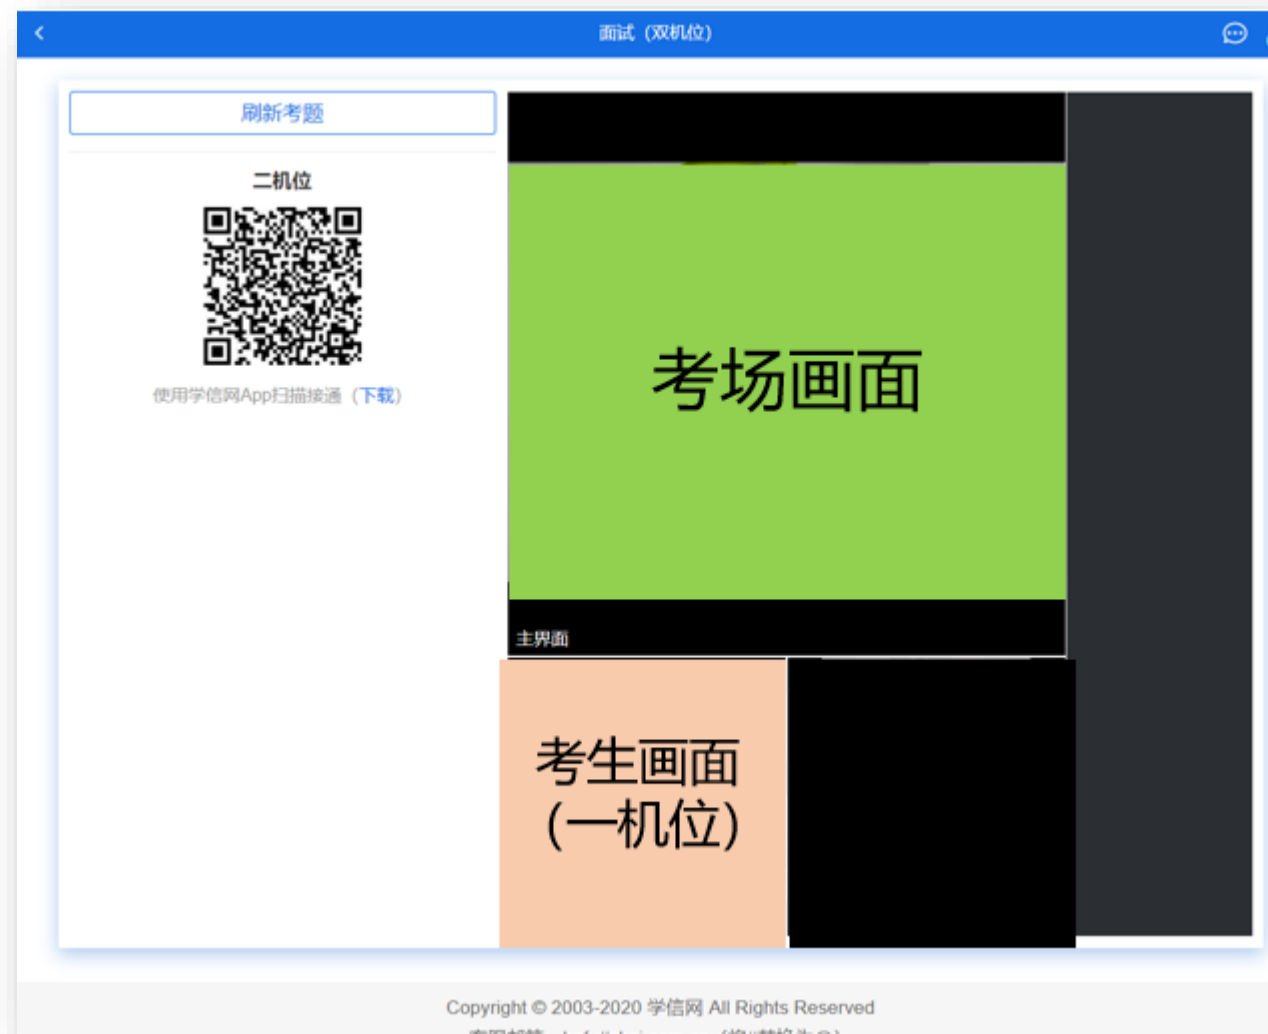 面试（双机位）
刷新考题
二机位
使用学信网App扫描接通（下载）
考场画面
主界面
考生画面
（一机位）
Copyright © 2003-2020 学信网 All Rights Reserved